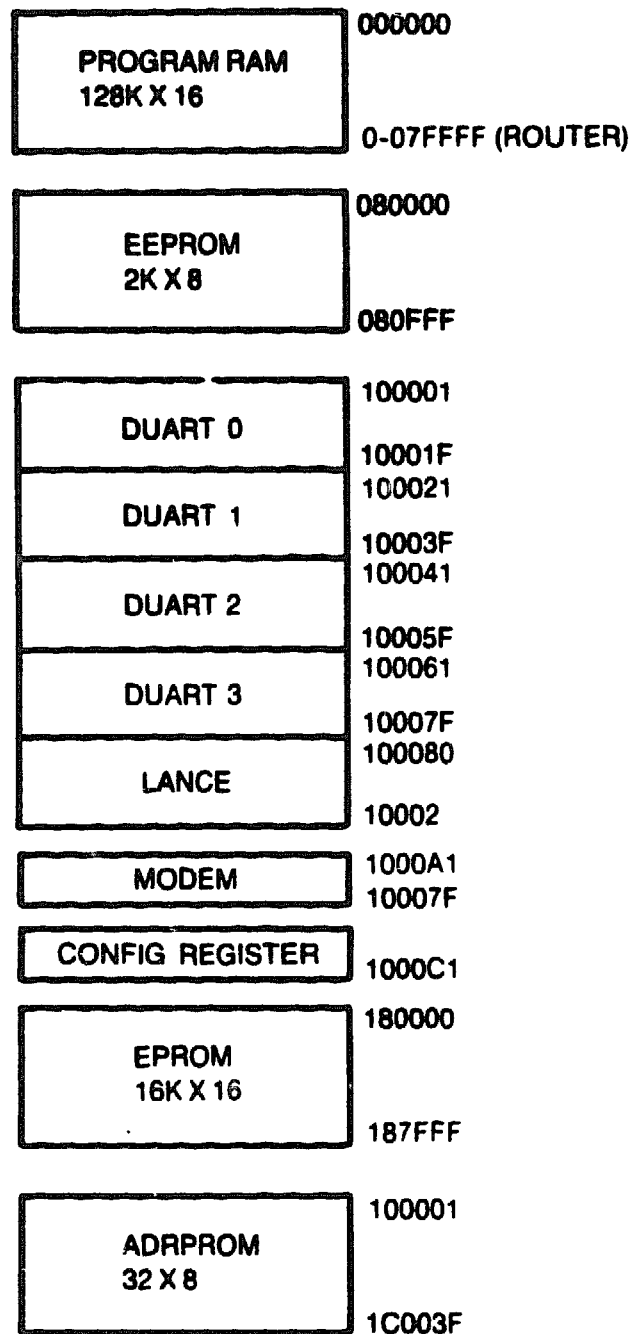 000000
PROGRAM RAM
128K X 16
0-07FFFF (ROUTER)
080000
EEPROM
2K X 8
080FFF
100001
DUART 0
10001F
100021
DUART 1
10003F
100041
DUART 2
10005F
100061
DUART 3
10007F
100080
LANCE
10002
1000A1
MODEM
10007F
CONFIG REGISTER
1000C1
180000
EPROM
16K X 16
187FFF
100001
ADRPROM
32 X 8
1C003F